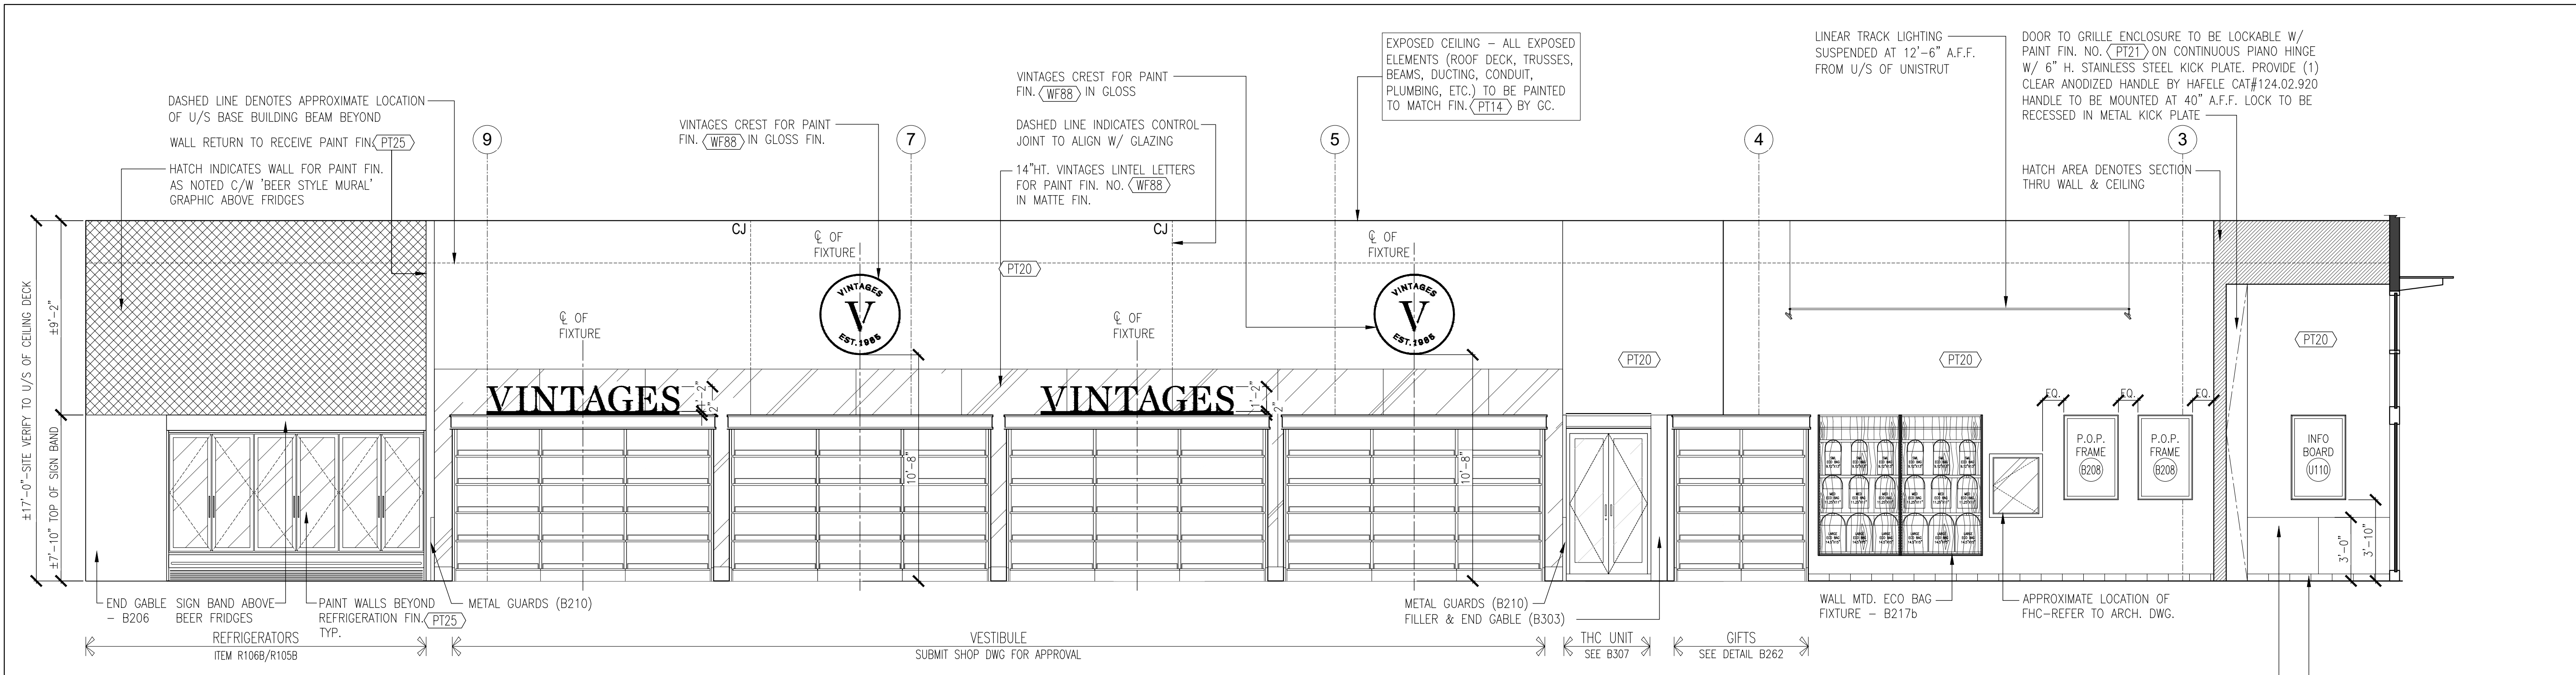 DASHED LINE DENOTES APPROXIMATE LOCATION
OF U/S BASE BUILDING BEAM BEYOND
WALL RETURN TO RECEIVE PAINT FIN. PT25
HATCH INDICATES WALL FOR PAINT FIN.
AS NOTED C/W 'BEER STYLE MURAL'
GRAPHIC ABOVE FRIDGES
9
VINTAGES CREST FOR PAINT
FIN. WF88 IN GLOSS FIN.
7
VINTAGES CREST FOR PAINT
FIN. WF88 IN GLOSS
DASHED LINE INDICATES CONTROL
JOINT TO ALIGN W/ GLAZING
14"HT. VINTAGES LINTEL LETTERS
FOR PAINT FIN. NO. WF88
IN MATTE FIN.
5
EXPOSED CEILING – ALL EXPOSED
ELEMENTS (ROOF DECK, TRUSSES,
BEAMS, DUCTING, CONDUIT,
PLUMBING, ETC.) TO BE PAINTED
TO MATCH FIN. PT14 BY GC.
4
LINEAR TRACK LIGHTING
SUSPENDED AT 12'-6" A.F.F.
FROM U/S OF UNISTRUT
DOOR TO GRILLE ENCLOSURE TO BE LOCKABLE W/
PAINT FIN. NO. PT21 ON CONTINUOUS PIANO HINGE
W/ 6" H. STAINLESS STEEL KICK PLATE. PROVIDE (1)
CLEAR ANODIZED HANDLE BY HAFELE CAT#124.02.920
HANDLE TO BE MOUNTED AT 40" A.F.F. LOCK TO BE
RECESSED IN METAL KICK PLATE
3
HATCH AREA DENOTES SECTION
THRU WALL & CEILING
±17'-0"-SITE VERIFY TO U/S OF CEILING DECK
±9'-2"
±7'-10" TOP OF SIGN BAND
CJ
CJ
℄ OF
FIXTURE
℄ OF
FIXTURE
℄ OF
FIXTURE
℄ OF
FIXTURE
PT20
VINTAGES
V
EST.1985
VINTAGES
V
EST.1985
VINTAGES
1'-2"
2"
VINTAGES
1'-2"
2"
10'-8"
10'-8"
PT20
PT20
PT20
EQ.
EQ.
EQ.
P.O.P.
FRAME
B208
P.O.P.
FRAME
B208
INFO
BOARD
U110
3'-0"
3'-10"
END GABLE
- B206
SIGN BAND ABOVE
BEER FRIDGES
PAINT WALLS BEYOND
REFRIGERATION FIN. PT25
TYP.
METAL GUARDS (B210)
METAL GUARDS (B210)
FILLER & END GABLE (B303)
WALL MTD. ECO BAG
FIXTURE – B217b
APPROXIMATE LOCATION OF
FHC-REFER TO ARCH. DWG.
REFRIGERATORS
ITEM R106B/R105B
VESTIBULE
SUBMIT SHOP DWG FOR APPROVAL
THC UNIT
SEE B307
GIFTS
SEE DETAIL B262